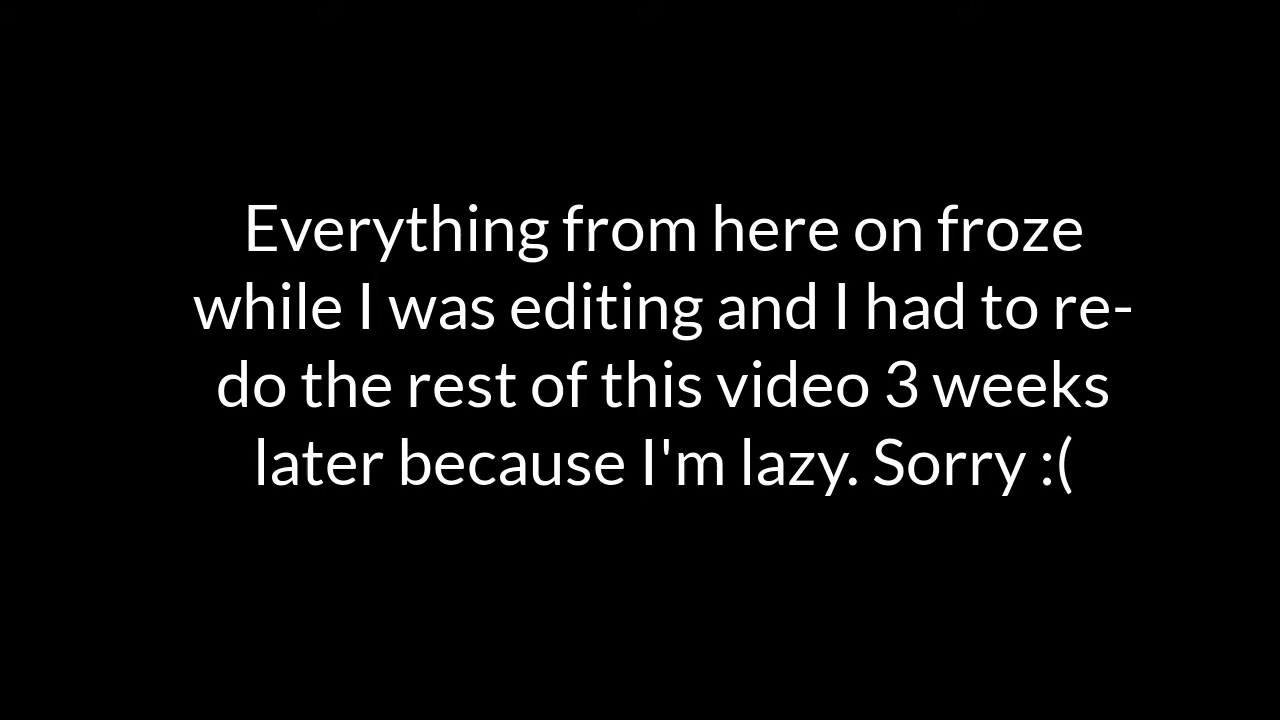 Everything from here on froze
while I was editing and I had to re-
do the rest of this video 3 weeks
later because I'm lazy. Sorry :(